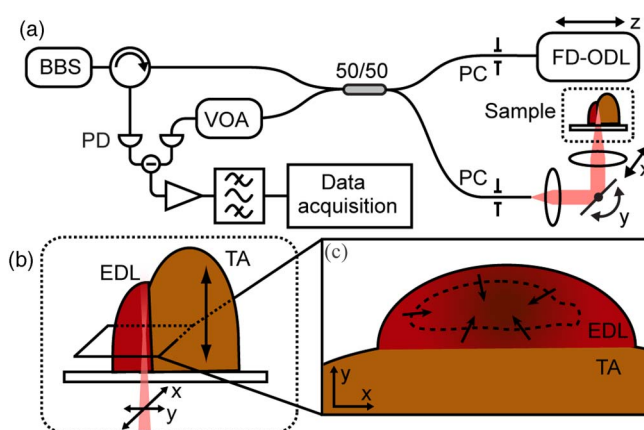 (a)
BBS
50/50
PC
z
FD-ODL
Sample
PD
VOA
x
PC
y
Data
acquisition
(b)
EDL
TA
x
y
(c)
EDL
TA
y
x